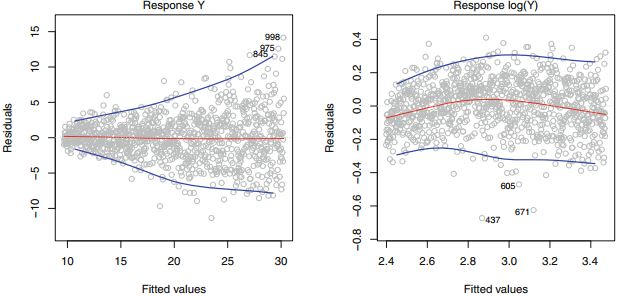 Response Y
Residuals
15
10
5
0
−5
−10
998
975
845
10 15 20 25 30
Fitted values
Response log(Y)
Residuals
0.4
0.2
0.0
−0.2
−0.4
−0.6
−0.8
605
671
437
2.4 2.6 2.8 3.0 3.2 3.4
Fitted values